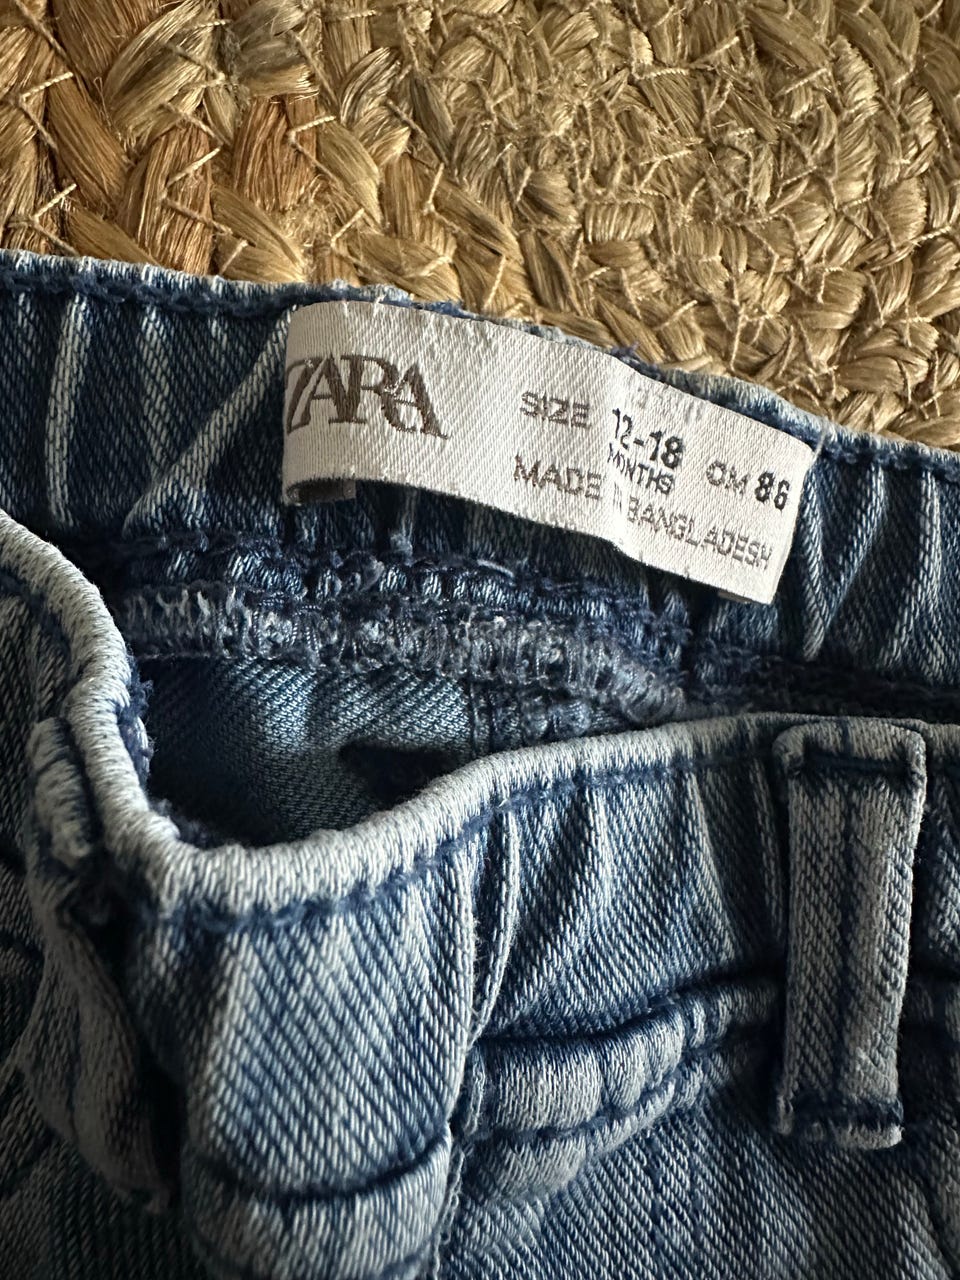 ZARA
SIZE 12-18 MONTHS CM 86
MADE IN BANGLADESH